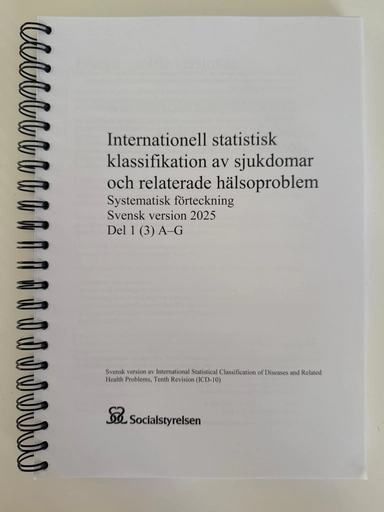 Internationell statistisk
klassifikation av sjukdomar
och relaterade hälsoproblem
Systematisk förteckning
Svensk version 2025
Del 1 (3) A–G
Svensk version av International Statistical Classification of Diseases and Related
Health Problems, Tenth Revision (ICD-10)
Socialstyrelsen